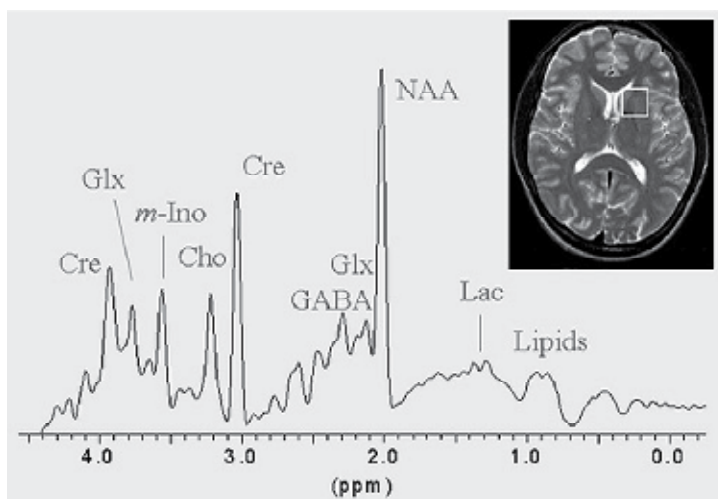 NAA
Cre
Glx
m-Ino
Cre
Cho
Glx
GABA
Lac
Lipids
4.0 3.0 2.0 1.0 0.0
(ppm)